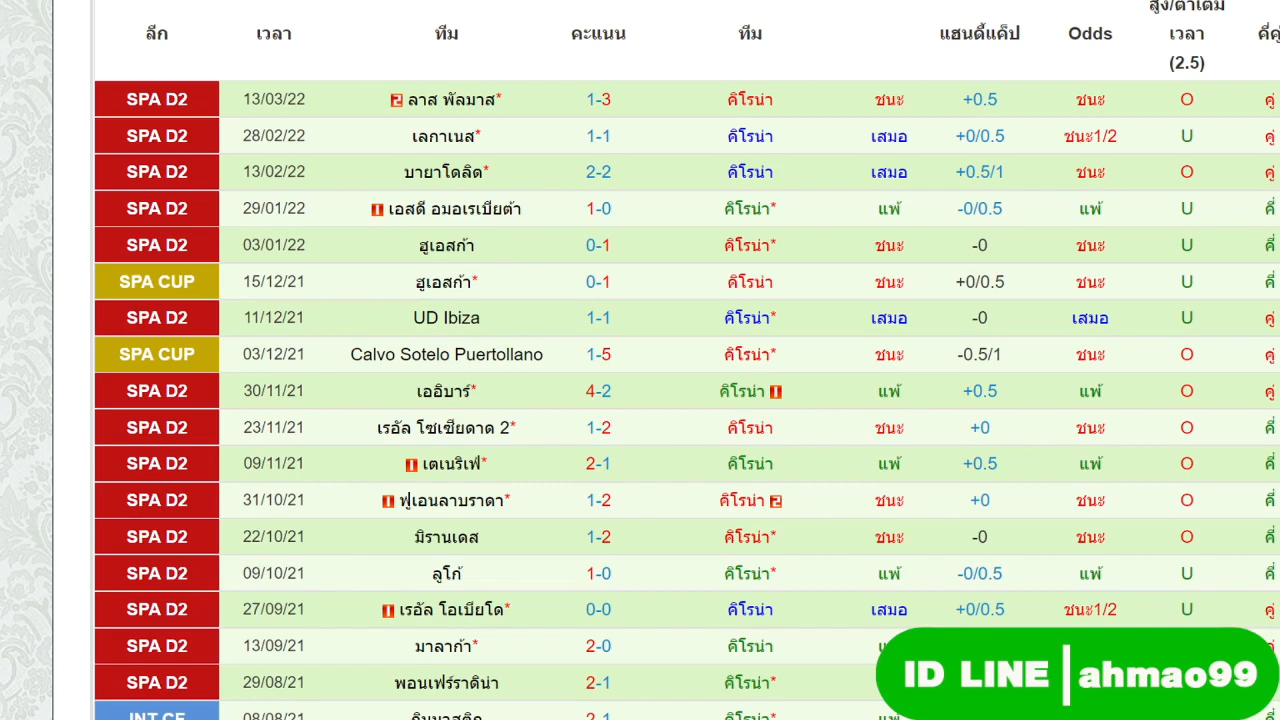 สูง/ต่ำเต็ม
ลีก เวลา ทีม คะแนน ทีม แฮนดี้แค็ป Odds เวลา คี่คู่
(2.5)
SPA D2 13/03/22 2 ลาส พัลมาส* 1-3 คิโรน่า ชนะ +0.5 ชนะ O คู่
SPA D2 28/02/22 เลกาเนส* 1-1 คิโรน่า เสมอ +0/0.5 ชนะ1/2 U คู่
SPA D2 13/02/22 บายาโดลิด* 2-2 คิโรน่า เสมอ +0.5/1 ชนะ O คู่
SPA D2 29/01/22 1 เอสดี อมอเรเบียต้า 1-0 คิโรน่า* แพ้ -0/0.5 แพ้ U คี่
SPA D2 03/01/22 ฮูเอสก้า 0-1 คิโรน่า* ชนะ -0 ชนะ U คี่
SPA CUP 15/12/21 ฮูเอสก้า* 0-1 คิโรน่า ชนะ +0/0.5 ชนะ U คี่
SPA D2 11/12/21 UD Ibiza 1-1 คิโรน่า* เสมอ -0 เสมอ U คู่
SPA CUP 03/12/21 Calvo Sotelo Puertollano 1-5 คิโรน่า* ชนะ -0.5/1 ชนะ O คู่
SPA D2 30/11/21 เออิบาร์* 4-2 คิโรน่า 1 แพ้ +0.5 แพ้ O คู่
SPA D2 23/11/21 เรอัล โซเซียดาด 2* 1-2 คิโรน่า ชนะ +0 ชนะ O คี่
SPA D2 09/11/21 1 เตเนริเฟ่* 2-1 คิโรน่า แพ้ +0.5 แพ้ O คี่
SPA D2 31/10/21 1 ฟูเอนลาบราดา* 1-2 คิโรน่า 2 ชนะ +0 ชนะ O คี่
SPA D2 22/10/21 มิรานเดส 1-2 คิโรน่า* ชนะ -0 ชนะ O คี่
SPA D2 09/10/21 ลูโก้ 1-0 คิโรน่า* แพ้ -0/0.5 แพ้ U คี่
SPA D2 27/09/21 1 เรอัล โอเบียโด* 0-0 คิโรน่า เสมอ +0/0.5 ชนะ1/2 U คู่
SPA D2 13/09/21 มาลาก้า* 2-0 คิโรน่า
SPA D2 29/08/21 พอนเฟร์ราดิน่า 2-1 คิโรน่า*
ID LINE | ahmao99
INT CF 08/08/21 2-1 คิโรน่า* แพ้